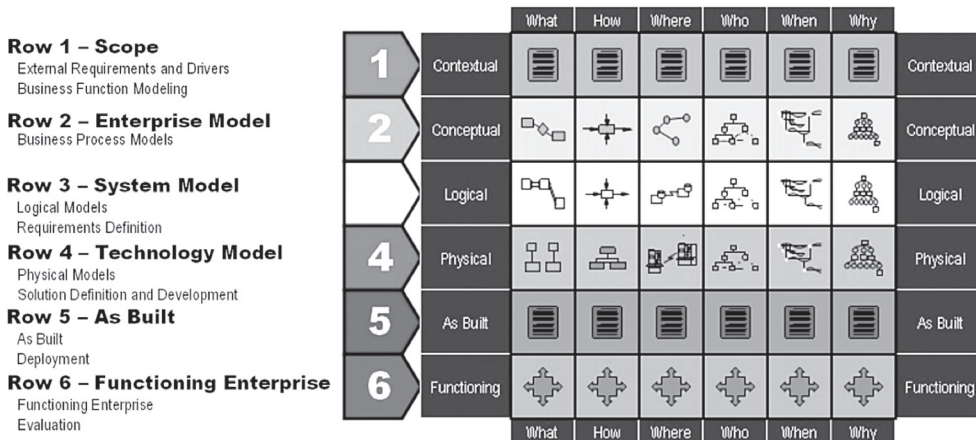 What How Where Who When Why
Row 1 – Scope
External Requirements and Drivers
Business Function Modeling
1 Contextual Contextual
Row 2 – Enterprise Model
Business Process Models
2 Conceptual Conceptual
Row 3 – System Model
Logical Models
Requirements Definition
Logical Logical
Row 4 – Technology Model
Physical Models
Solution Definition and Development
4 Physical Physical
Row 5 – As Built
As Built
Deployment
5 As Built As Built
Row 6 – Functioning Enterprise
Functioning Enterprise
Evaluation
6 Functioning Functioning
What How Where Who When Why